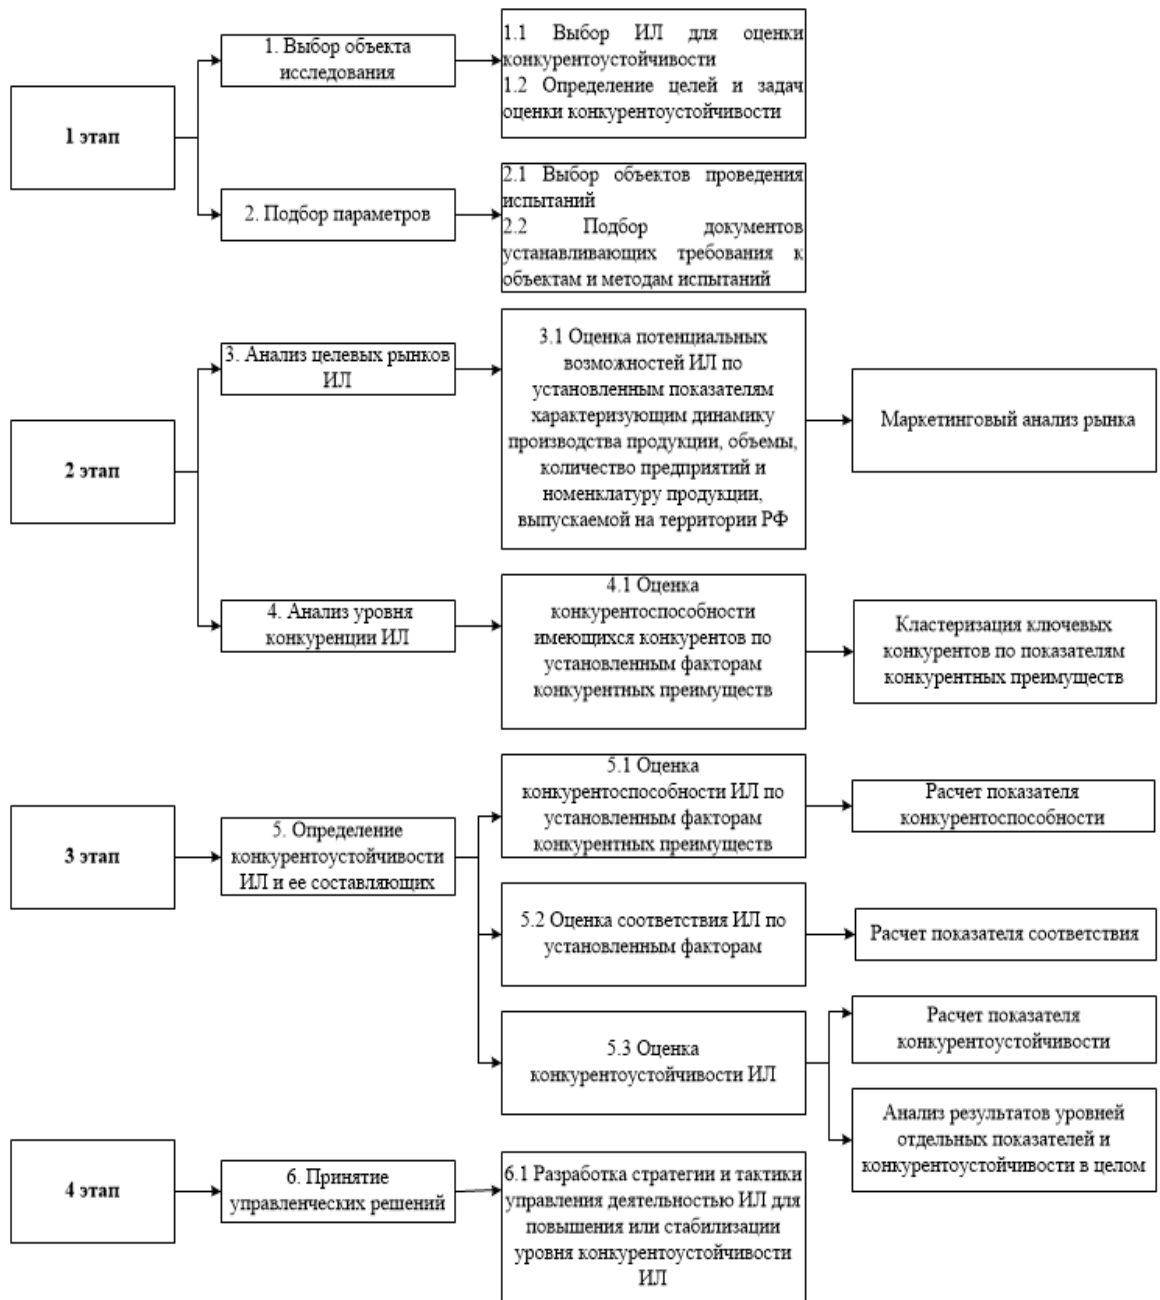 1 этап
1. Выбор объекта
исследования
1.1 Выбор ИЛ для оценки
конкурентоустойчивости
1.2 Определение целей и задач
оценки конкурентоустойчивости
2. Подбор параметров
2.1 Выбор объектов проведения
испытаний
2.2 Подбор документов
устанавливающих требования к
объектам и методам испытаний
2 этап
3. Анализ целевых рынков
ИЛ
3.1 Оценка потенциальных
возможностей ИЛ по
установленным показателям
характеризующим динамику
производства продукции, объемы,
количество предприятий и
номенклатуру продукции,
выпускаемой на территории РФ
Маркетинговый анализ рынка
4. Анализ уровня
конкуренции ИЛ
4.1 Оценка
конкурентоспособности
имеющихся конкурентов по
установленным факторам
конкурентных преимуществ
Кластеризация ключевых
конкурентов по показателям
конкурентных преимуществ
3 этап
5. Определение
конкурентоустойчивости
ИЛ и ее составляющих
5.1 Оценка
конкурентоспособности ИЛ по
установленным факторам
конкурентных преимуществ
Расчет показателя
конкурентоспособности
5.2 Оценка соответствия ИЛ по
установленным факторам
Расчет показателя соответствия
5.3 Оценка
конкурентоустойчивости ИЛ
Расчет показателя
конкурентоустойчивости
Анализ результатов уровней
отдельных показателей и
конкурентоустойчивости в целом
4 этап
6. Принятие
управленческих решений
6.1 Разработка стратегии и тактики
управления деятельностью ИЛ для
повышения или стабилизации
уровня конкурентоустойчивости
ИЛ